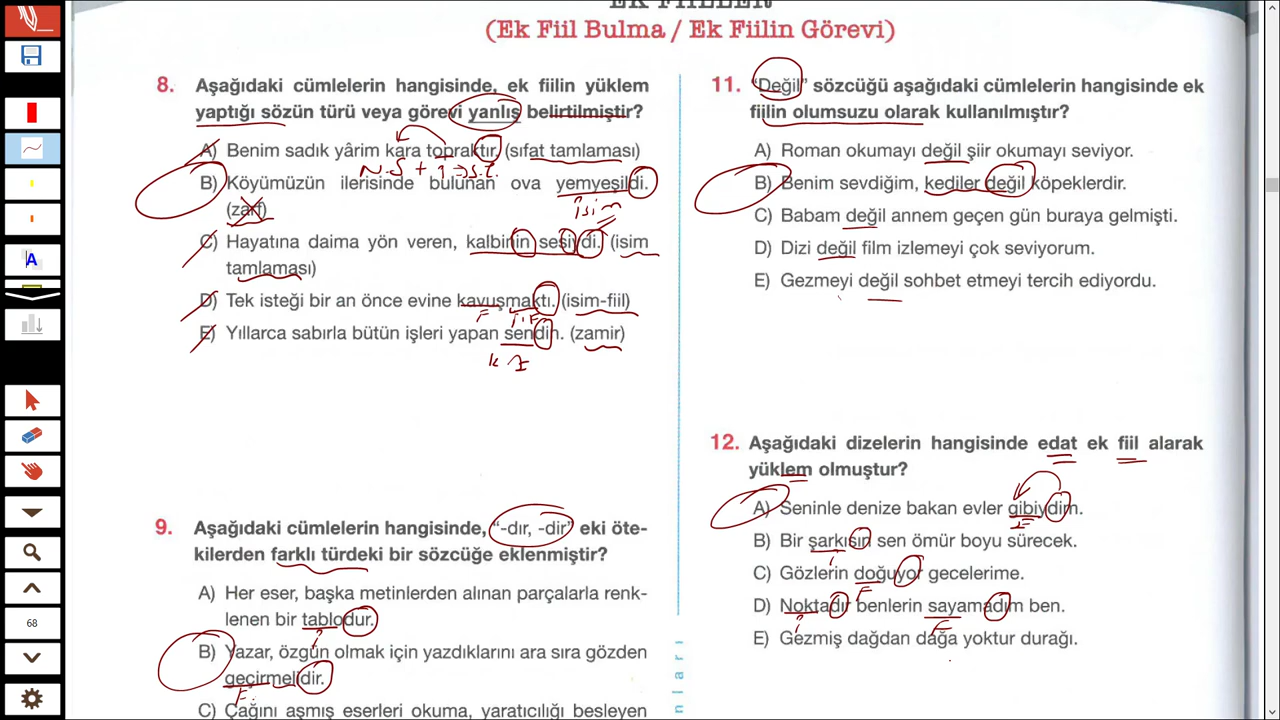 EK FİİLLER
(Ek Fiil Bulma / Ek Fiilin Görevi)
8. Aşağıdaki cümlelerin hangisinde, ek fiilin yüklem
yaptığı sözün türü veya görevi yanlış belirtilmiştir?
A) Benim sadık yârim kara topraktır. (sıfat tamlaması)
B) Köyümüzün ilerisinde bulunan ova yemyeşildi.
(zarf)
isim
C) Hayatına daima yön veren, kalbinin sesiydi. (isim
tamlaması)
D) Tek isteği bir an önce evine kavuşmaktı. (isim-fiil)
E) Yıllarca sabırla bütün işleri yapan sendin. (zamir)
9. Aşağıdaki cümlelerin hangisinde, "-dır, -dir" eki öte-
kilerden farklı türdeki bir sözcüğe eklenmiştir?
A) Her eser, başka metinlerden alınan parçalarla renk-
lenen bir tablodur.
B) Yazar, özgün olmak için yazdıklarını ara sıra gözden
geçirmelidir.
C) Çağını aşmış eserleri okuma, yaratıcılığı besleyen
11. "Değil" sözcüğü aşağıdaki cümlelerin hangisinde ek
fiilin olumsuzu olarak kullanılmıştır?
A) Roman okumayı değil şiir okumayı seviyor.
B) Benim sevdiğim, kediler değil köpeklerdir.
C) Babam değil annem geçen gün buraya gelmişti.
D) Dizi değil film izlemeyi çok seviyorum.
E) Gezmeyi değil sohbet etmeyi tercih ediyordu.
12. Aşağıdaki dizelerin hangisinde edat ek fiil alarak
yüklem olmuştur?
A) Seninle denize bakan evler gibiydim.
B) Bir şarkısın sen ömür boyu sürecek.
C) Gözlerin doğuyor gecelerime.
D) Noktadır benlerin sayamadım ben.
E) Gezmiş dağdan dağa yoktur durağı.
nları
A
68